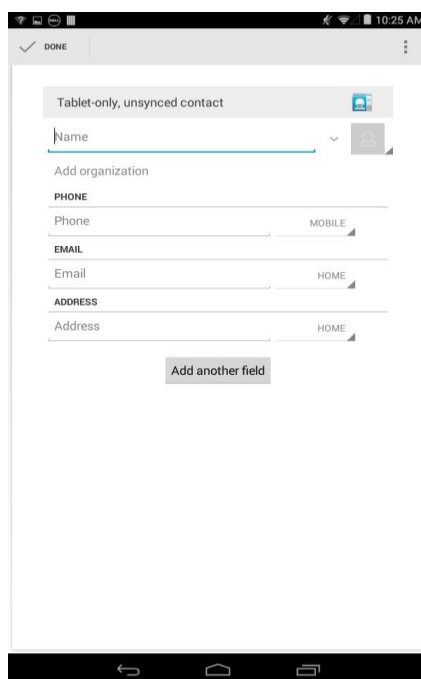 10:25 AM
DONE
Tablet-only, unsynced contact
Name
Add organization
PHONE
Phone MOBILE
EMAIL
Email HOME
ADDRESS
Address HOME
Add another field